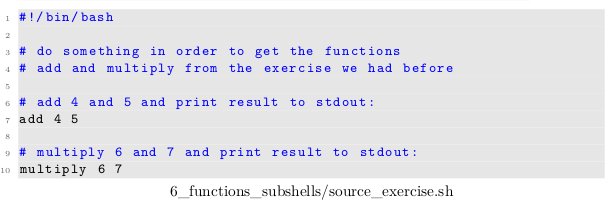 1 #!/bin/bash
2
3 # do something in order to get the functions
4 # add and multiply from the exercise we had before
5
6 # add 4 and 5 and print result to stdout:
7 add 4 5
8
9 # multiply 6 and 7 and print result to stdout:
10 multiply 6 7
6_functions_subshells/source_exercise.sh